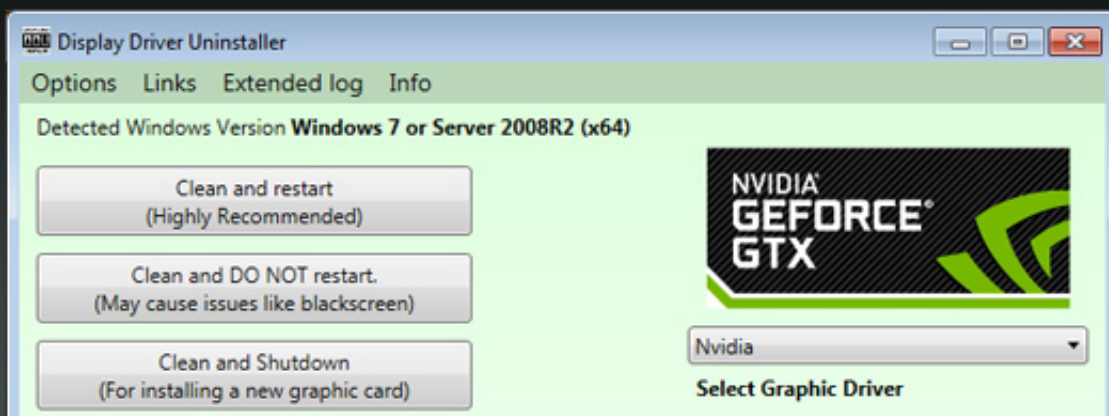 Display Driver Uninstaller
Options Links Extended log Info
Detected Windows Version Windows 7 or Server 2008R2 (x64)
Clean and restart
(Highly Recommended)
Clean and DO NOT restart.
(May cause issues like blackscreen)
Clean and Shutdown
(For installing a new graphic card)
NVIDIA
GEFORCE®
GTX
Nvidia
Select Graphic Driver